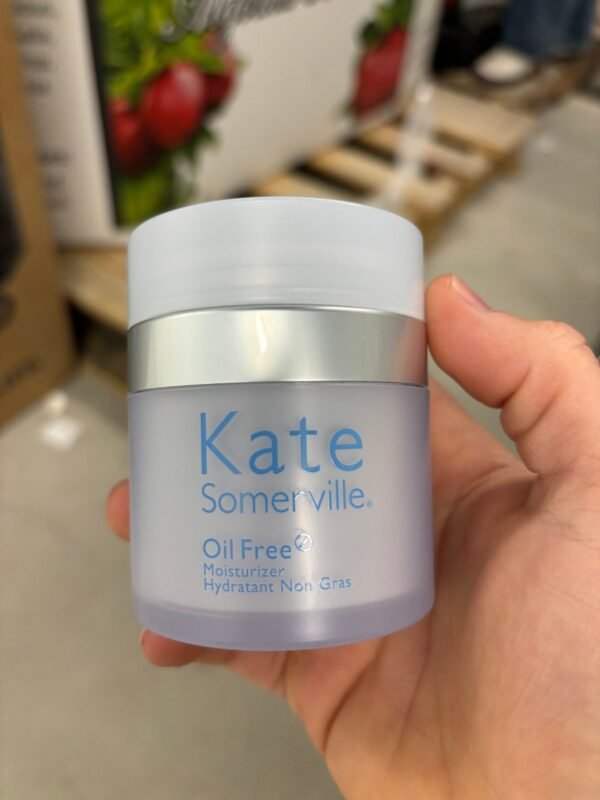 Kate
Somerville®
Oil Free
Moisturizer
Hydratant Non Gras